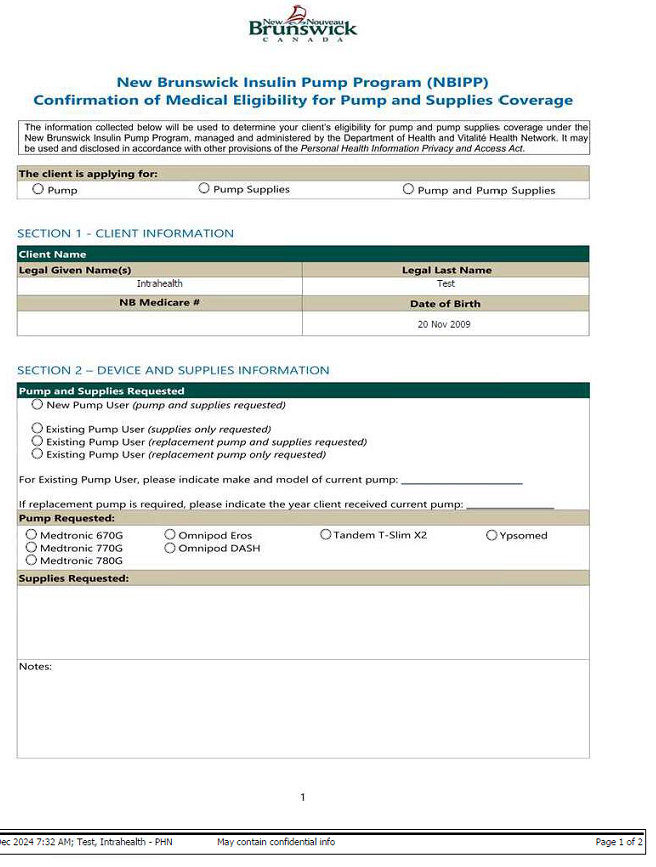 New Nouveau
Brunswick
CANADA
New Brunswick Insulin Pump Program (NBIPP)
Confirmation of Medical Eligibility for Pump and Supplies Coverage
The information collected below will be used to determine your client's eligibility for pump and pump supplies coverage under the
New Brunswick Insulin Pump Program, managed and administered by the Department of Health and Vitalité Health Network. It may
be used and disclosed in accordance with other provisions of the Personal Health Information Privacy and Access Act.
The client is applying for:
Pump Pump Supplies Pump and Pump Supplies
SECTION 1 - CLIENT INFORMATION
Client Name
Legal Given Name(s) Legal Last Name
Intrahealth Test
NB Medicare # Date of Birth
20 Nov 2009
SECTION 2 – DEVICE AND SUPPLIES INFORMATION
Pump and Supplies Requested
New Pump User (pump and supplies requested)
Existing Pump User (supplies only requested)
Existing Pump User (replacement pump and supplies requested)
Existing Pump User (replacement pump only requested)
For Existing Pump User, please indicate make and model of current pump:
If replacement pump is required, please indicate the year client received current pump:
Pump Requested:
Medtronic 670G Omnipod Eros Tandem T-Slim X2 Ypsomed
Medtronic 770G Omnipod DASH
Medtronic 780G
Supplies Requested:
Notes:
1
Dec 2024 7:32 AM; Test, Intrahealth - PHN May contain confidential info Page 1 of 2